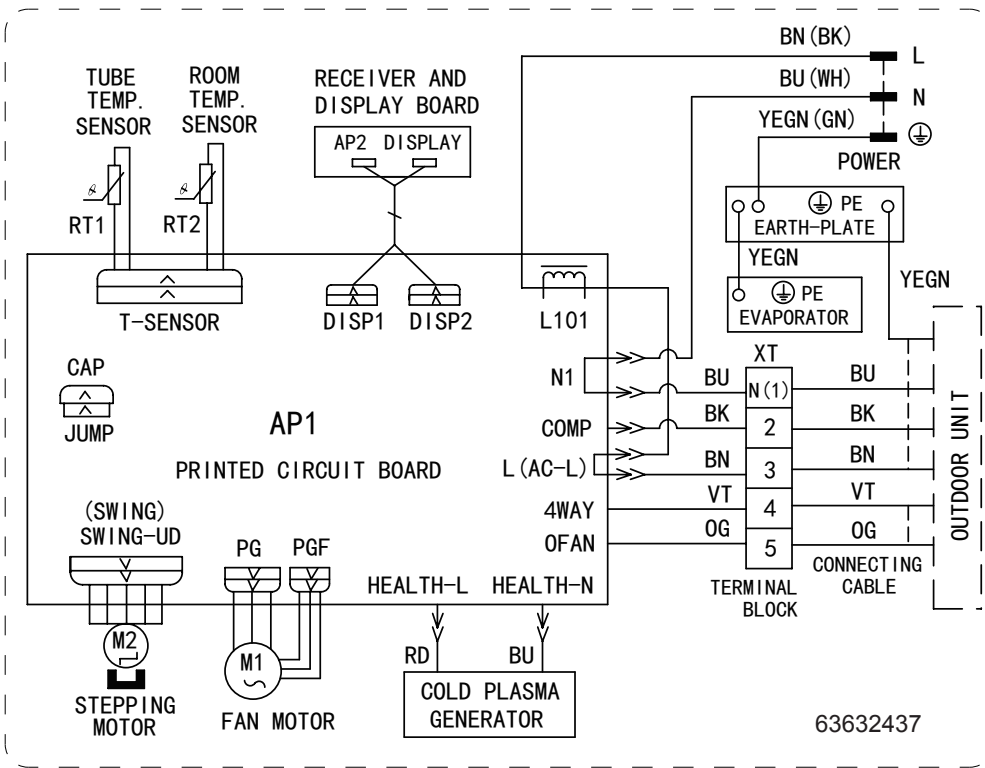 BN(BK)
L
BU(WH)
N
YEGN(GN)
POWER
TUBE
TEMP.
SENSOR
ROOM
TEMP.
SENSOR
RECEIVER AND
DISPLAY BOARD
AP2 DISPLAY
RT1
RT2
PE
EARTH-PLATE
YEGN
YEGN
PE
EVAPORATOR
T-SENSOR
DISP1
DISP2
L101
CAP
JUMP
AP1
PRINTED CIRCUIT BOARD
N1
COMP
L(AC-L)
4WAY
OFAN
XT
BU
N(1)
BU
BK
2
BK
BN
3
BN
VT
4
VT
OG
5
OG
TERMINAL
BLOCK
CONNECTING
CABLE
OUTDOOR UNIT
(SWING)
SWING-UD
PG
PGF
HEALTH-L
HEALTH-N
M2
STEPPING
MOTOR
M1
FAN MOTOR
RD
BU
COLD PLASMA
GENERATOR
63632437